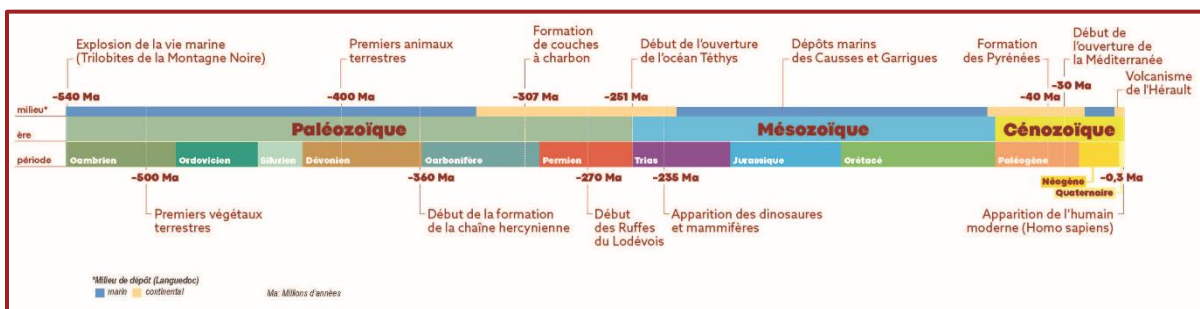 Explosion de la vie marine
(Trilobites de la Montagne Noire)
Premiers animaux
terrestres
Formation
de couches
à charbon
Début de l'ouverture
de l'océan Téthys
Dépôts marins
des Causses et Garrigues
Formation
des Pyrénées
Début de
l'ouverture de
la Méditerranée
Volcanisme
de l'Hérault
-540 Ma
-400 Ma
-307 Ma
-251 Ma
-40 Ma
-30 Ma
milieu*
ère
Paléozoïque
Mésozoïque
Cénozoïque
période
Cambrien
Ordovicien
Silurien
Dévonien
Carbonifère
Permien
Trias
Jurassique
Crétacé
Paléogène
Néogène
Quaternaire
-500 Ma
-360 Ma
-270 Ma
-235 Ma
-0,3 Ma
Premiers végétaux
terrestres
Début de la formation
de la chaîne hercynienne
Début
des Ruffes
du Lodévois
Apparition des dinosaures
et mammifères
Apparition de l'humain
moderne (Homo sapiens)
*Milieu de dépôt (Languedoc)
marin continental
Ma: Millions d'années